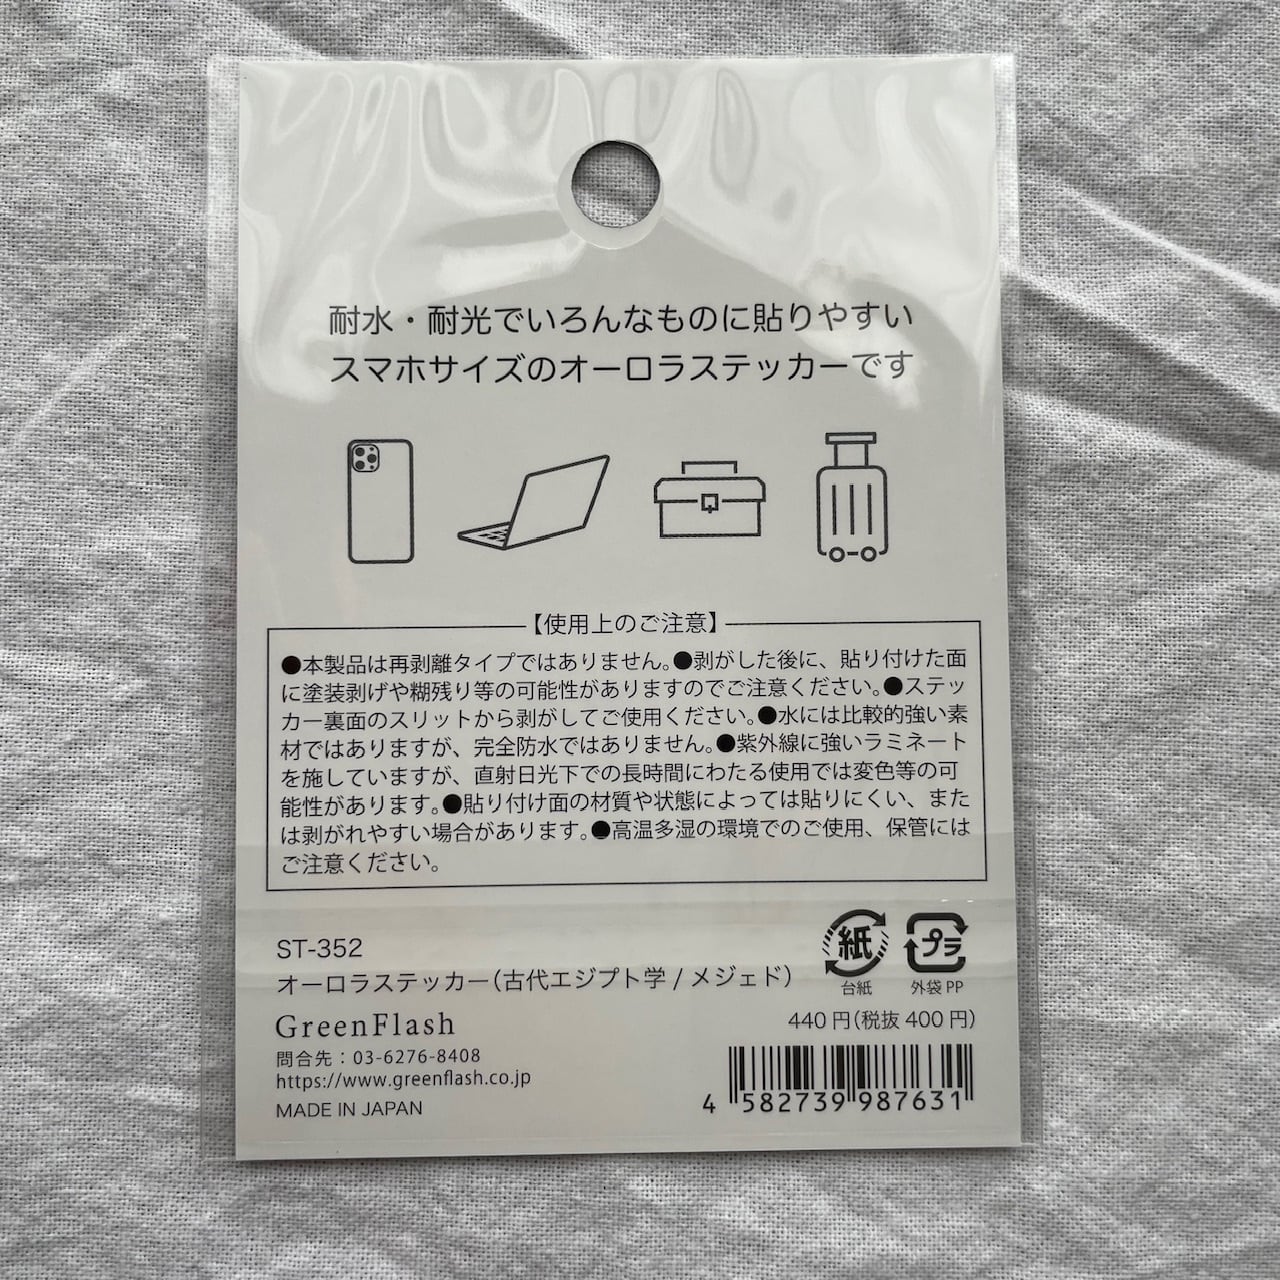 耐水・耐光でいろんなものに貼りやすい
スマホサイズのオーロラステッカーです
【使用上のご注意】
●本製品は再剥離タイプではありません。●剥がした後に、貼り付けた面
に塗装剥げや糊残り等の可能性がありますのでご注意ください。●ステッ
カー裏面のスリットから剥がしてご使用ください。●水には比較的強い素
材ではありますが、完全防水ではありません。●紫外線に強いラミネート
を施していますが、直射日光下での長時間にわたる使用では変色等の可
能性があります。●貼り付け面の材質や状態によっては貼りにくい、また
は剥がれやすい場合があります。●高温多湿の環境でのご使用、保管には
ご注意ください。
ST-352
オーロラステッカー（古代エジプト学 / メジェド）
紙
台紙
プラ
外袋 PP
GreenFlash
440 円（税抜 400 円）
問合先：03-6276-8408
https://www.greenflash.co.jp
MADE IN JAPAN
4 582739 987631